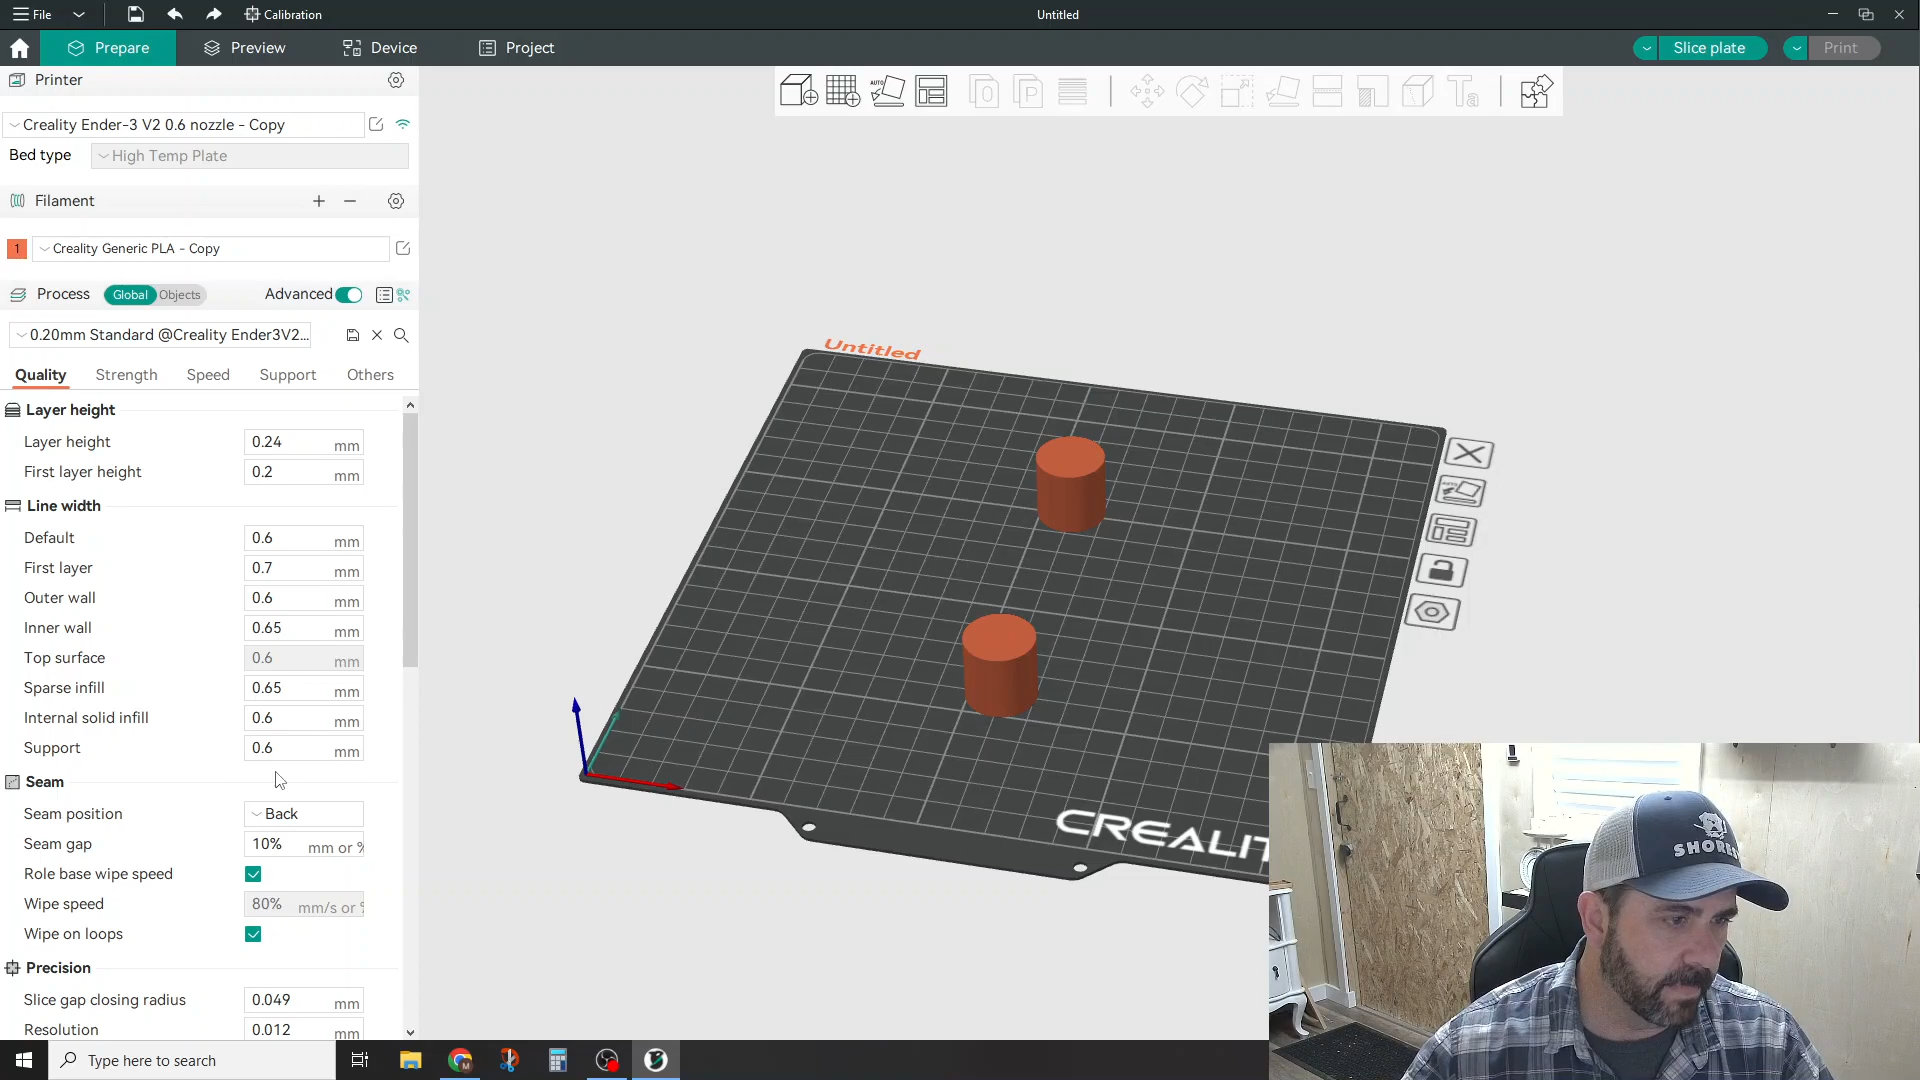 File
Calibration
Untitled
Prepare
Preview
Device
Project
Slice plate
Print
Printer
Creality Ender-3 V2 0.6 nozzle - Copy
Bed type
High Temp Plate
Filament
1
Creality Generic PLA - Copy
Process
Global
Objects
Advanced
0.20mm Standard @Creality Ender3V2...
Quality
Strength
Speed
Support
Others
Layer height
Layer height 0.24 mm
First layer height 0.2 mm
Line width
Default 0.6 mm
First layer 0.7 mm
Outer wall 0.6 mm
Inner wall 0.65 mm
Top surface 0.6 mm
Sparse infill 0.65 mm
Internal solid infill 0.6 mm
Support 0.6 mm
Seam
Seam position Back
Seam gap 10% mm or %
Role base wipe speed
Wipe speed 80% mm/s or %
Wipe on loops
Precision
Slice gap closing radius 0.049 mm
Resolution 0.012 mm
AUTO
O
P
Ta
Untitled
CREALIT
Type here to search